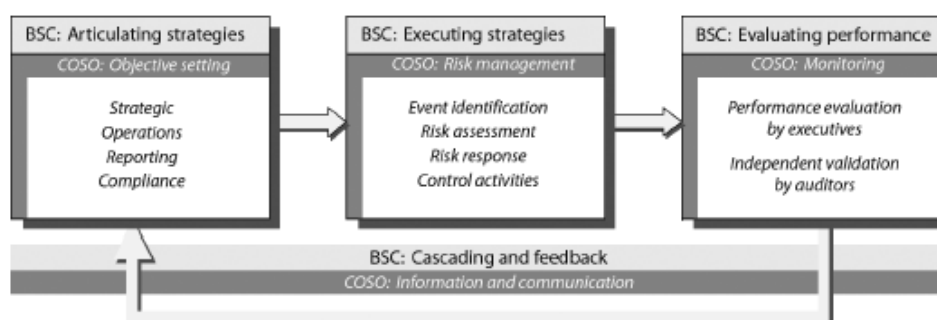 BSC: Articulating strategies
COSO: Objective setting
Strategic
Operations
Reporting
Compliance
BSC: Executing strategies
COSO: Risk management
Event identification
Risk assessment
Risk response
Control activities
BSC: Evaluating performance
COSO: Monitoring
Performance evaluation
by executives
Independent validation
by auditors
BSC: Cascading and feedback
COSO: Information and communication